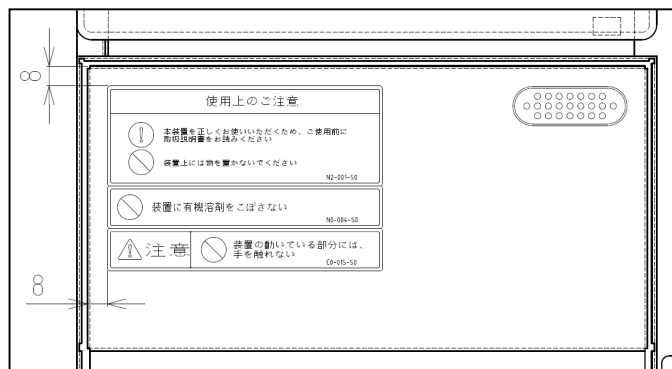 8
使用上のご注意
本装置を正しくお使いいただくため、ご使用前に
取扱説明書をお読みください
装置上には物を置かないでください
N2-001-S0
装置に有機溶剤をこぼさない
N0-004-S0
注意
装置の動いている部分には、
手を触れない
C0-015-S0
8